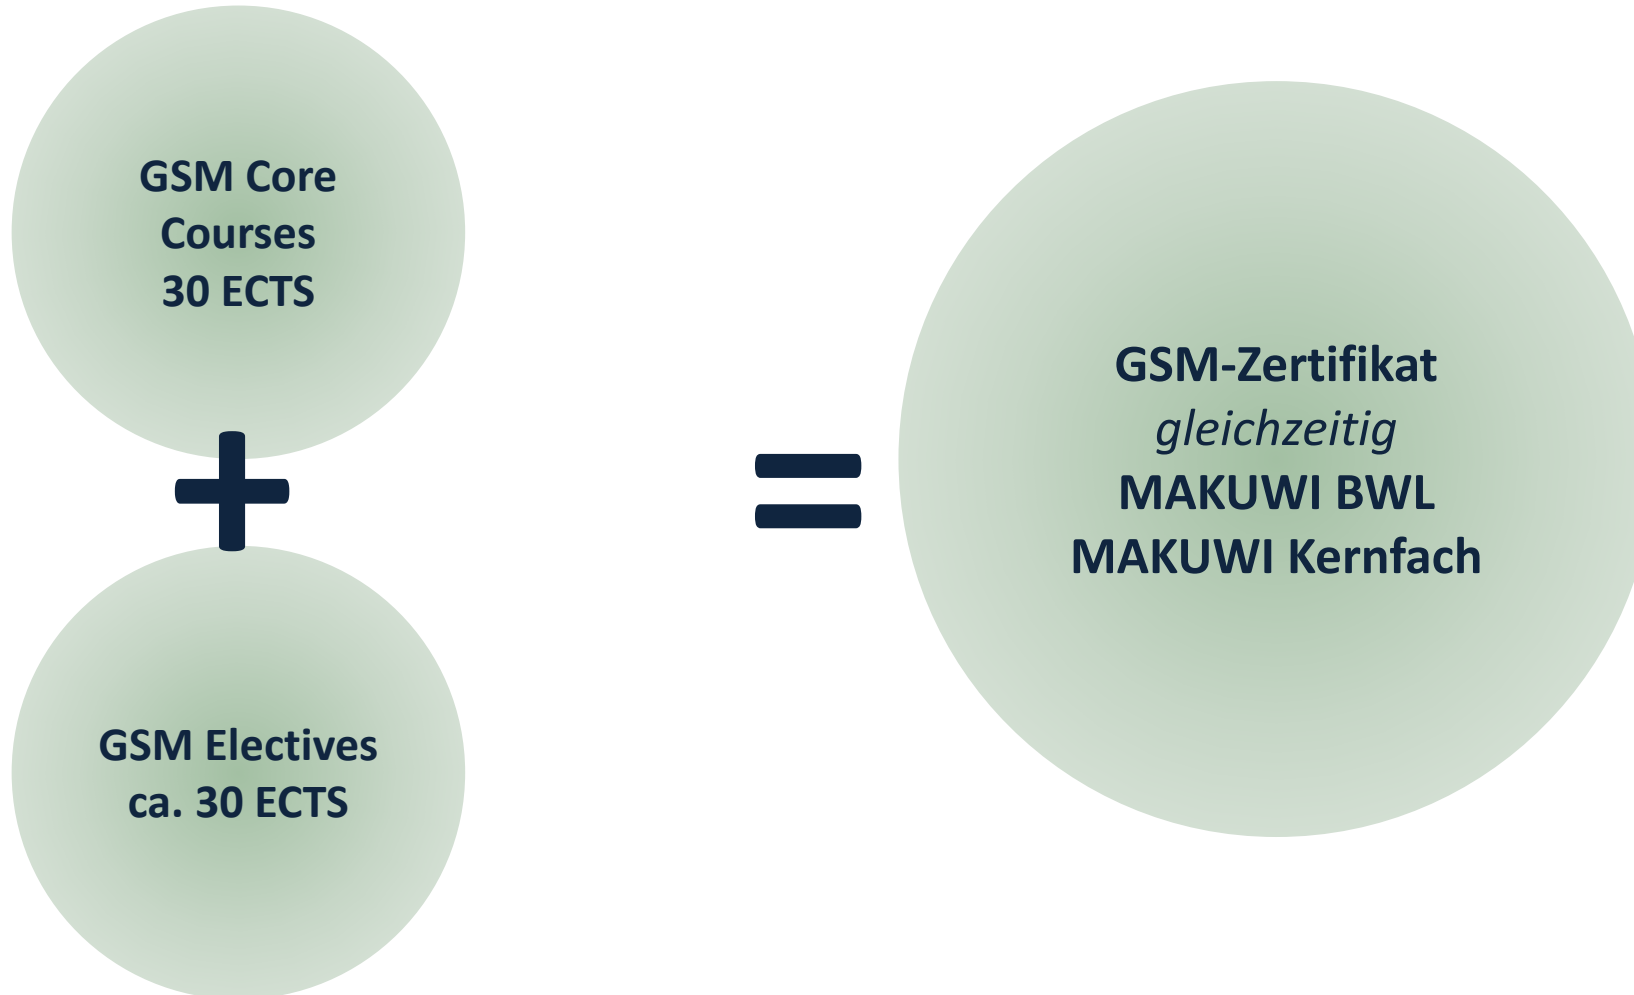 GSM Core
Courses
30 ECTS
+
GSM Electives
ca. 30 ECTS
=
GSM-Zertifikat
gleichzeitig
MAKUWI BWL
MAKUWI Kernfach